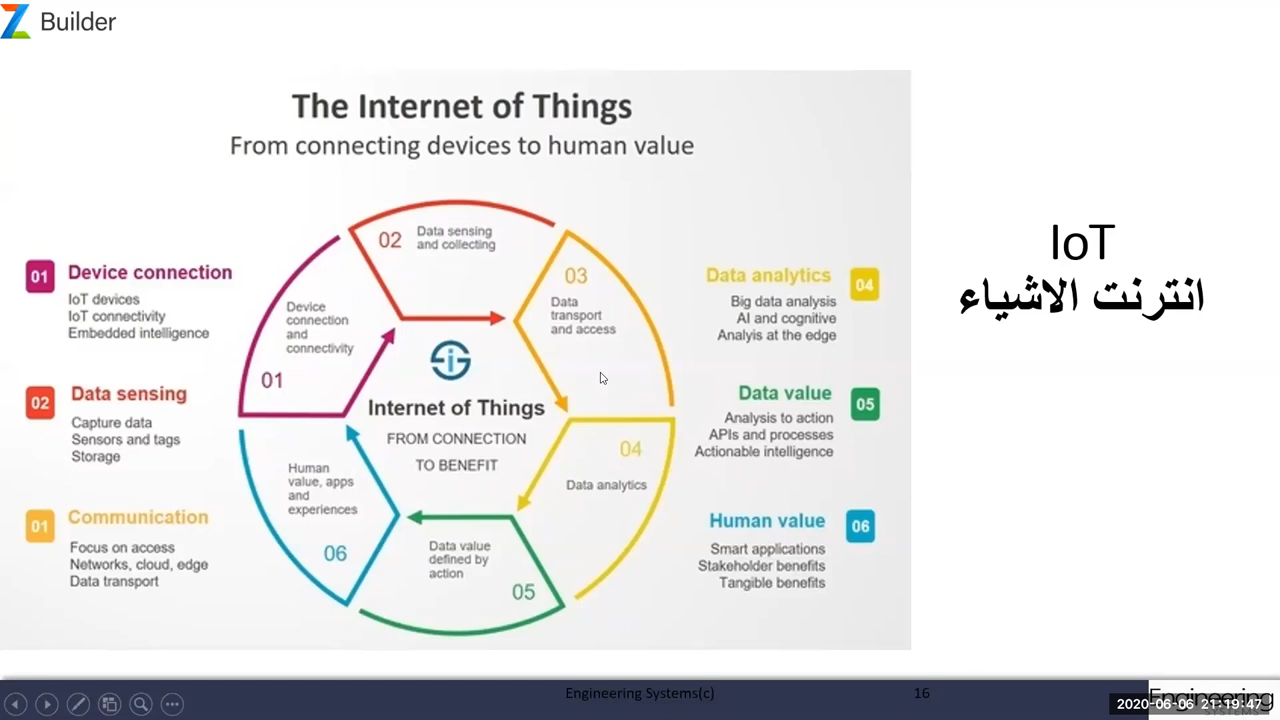 Builder
The Internet of Things
From connecting devices to human value
01 Device connection
IoT devices
IoT connectivity
Embedded intelligence
02 Data sensing
Capture data
Sensors and tags
Storage
01 Communication
Focus on access
Networks, cloud, edge
Data transport
02 Data sensing
and collecting
03
Data
transport
and access
Device
connection
and
connectivity
01
Internet of Things
FROM CONNECTION
TO BENEFIT
04
Data analytics
Human
value, apps
and
experiences
06
Data value
defined by
action
05
Data analytics 04
Big data analysis
AI and cognitive
Analyis at the edge
Data value 05
Analysis to action
APIs and processes
Actionable intelligence
Human value 06
Smart applications
Stakeholder benefits
Tangible benefits
IoT
انترنت الاشياء
Engineering Systems(c)
16
Engineering
2020-06-06 21:19:47